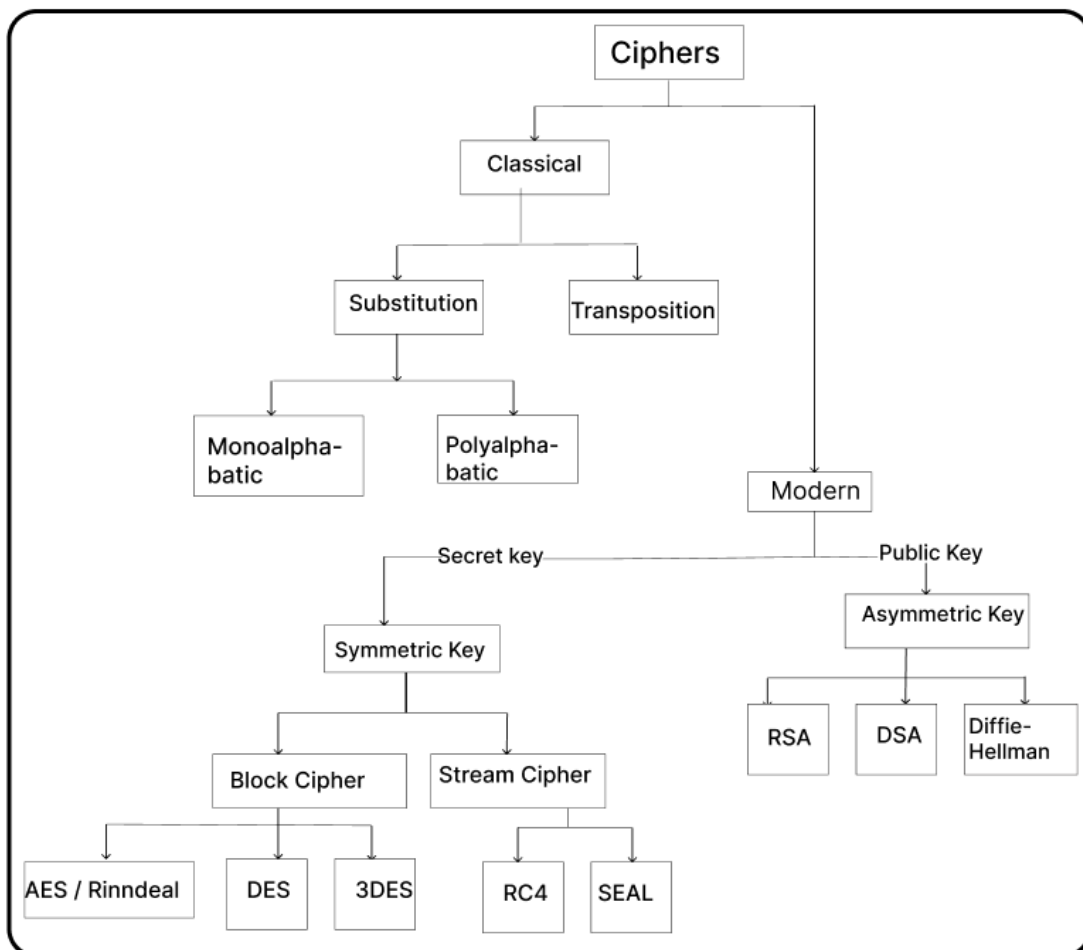 Ciphers
Classical
Substitution
Transposition
Monoalpha-
batic
Polyalpha-
batic
Modern
Secret key
Public Key
Asymmetric Key
Symmetric Key
RSA
DSA
Diffie-
Hellman
Block Cipher
Stream Cipher
AES / Rinndeal
DES
3DES
RC4
SEAL